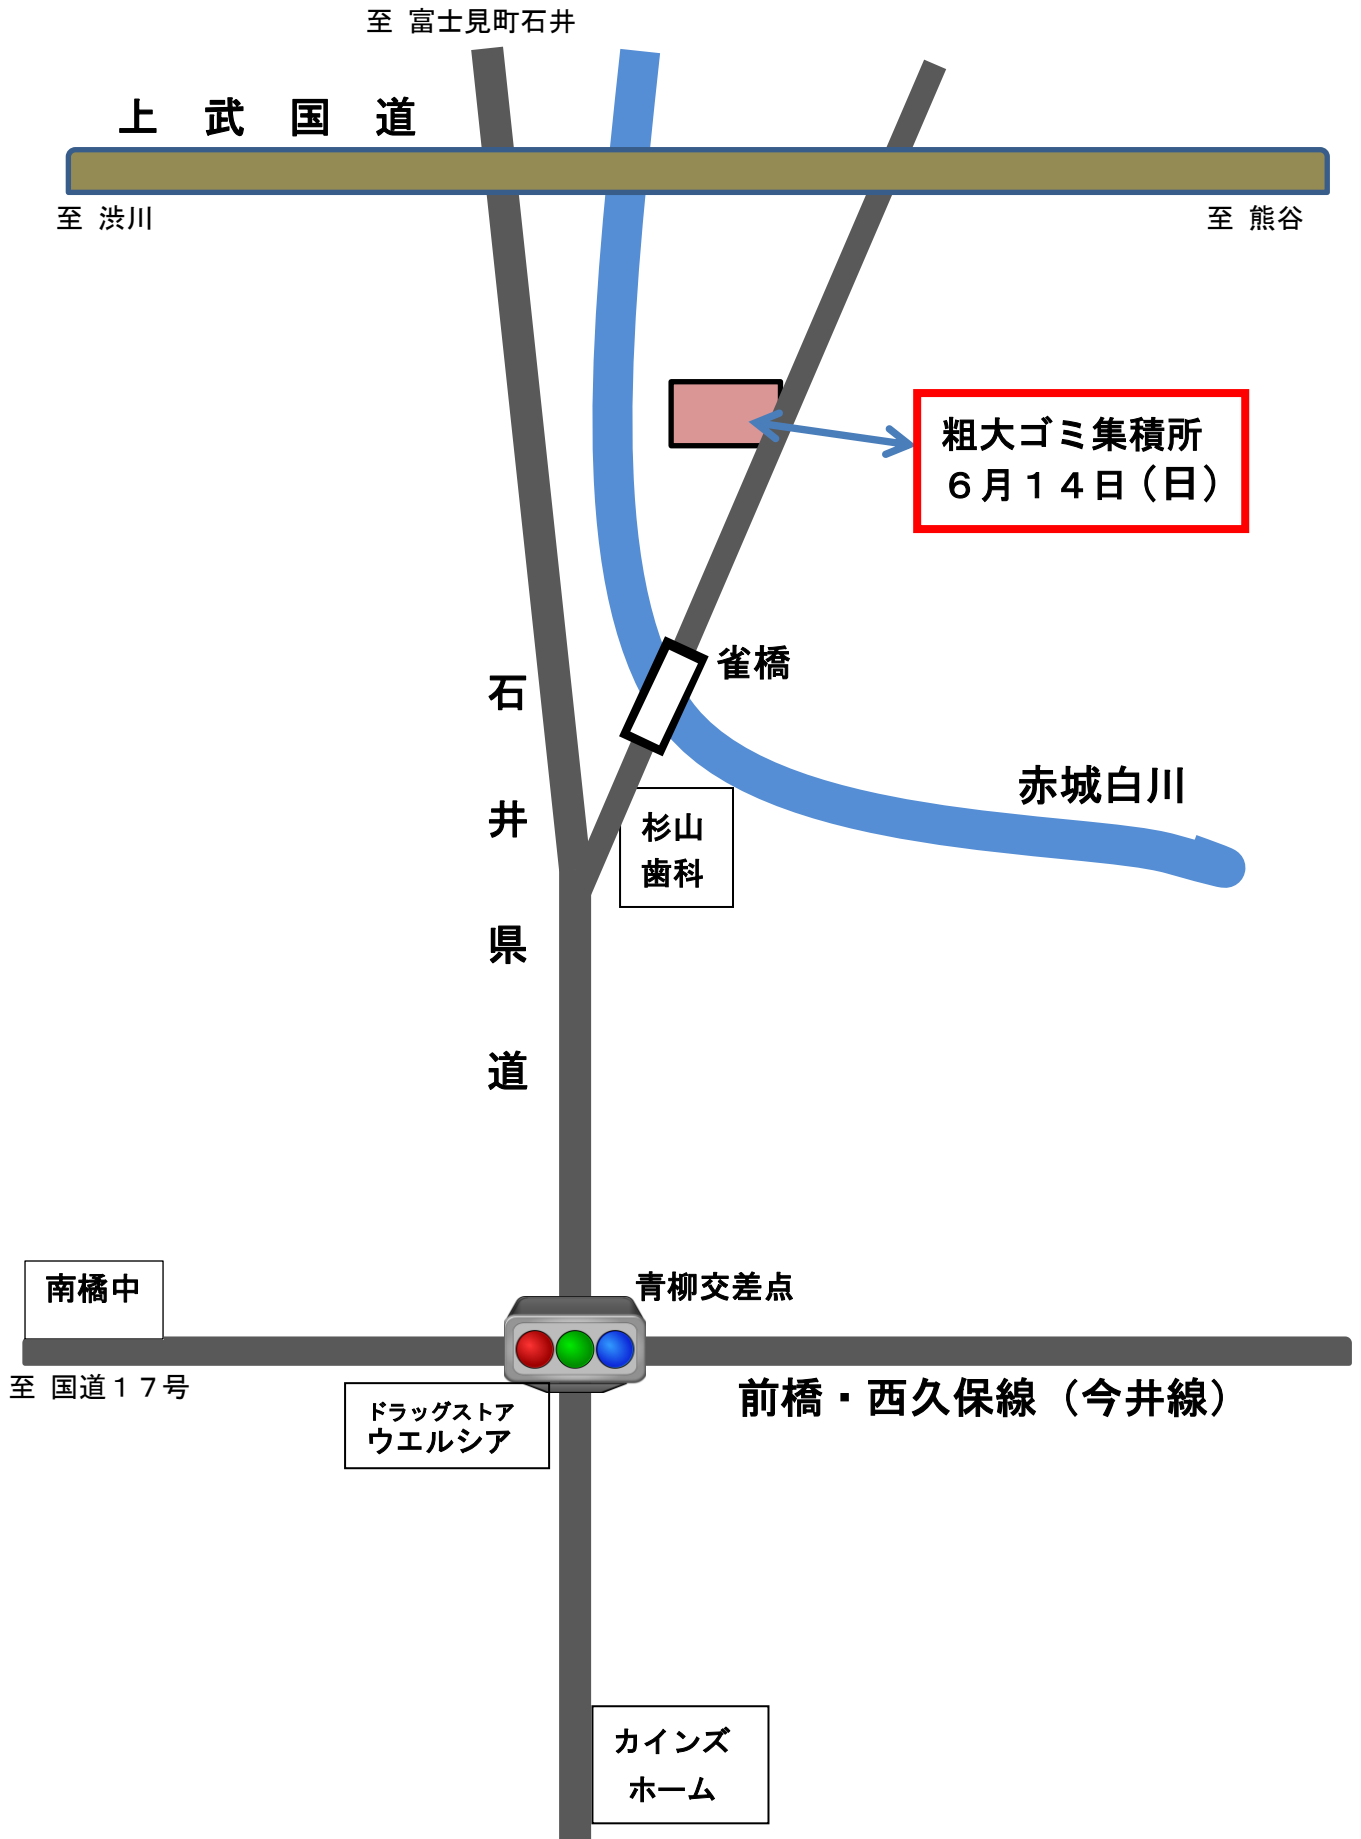 至 富士見町石井
上 武 国 道
至 渋川
至 熊谷
粗大ゴミ集積所
６月１４日（日）
雀橋
石井県道
赤城白川
杉山
歯科
南橘中
青柳交差点
至 国道１７号
前橋・西久保線（今井線）
ドラッグストア
ウエルシア
カインズ
ホーム